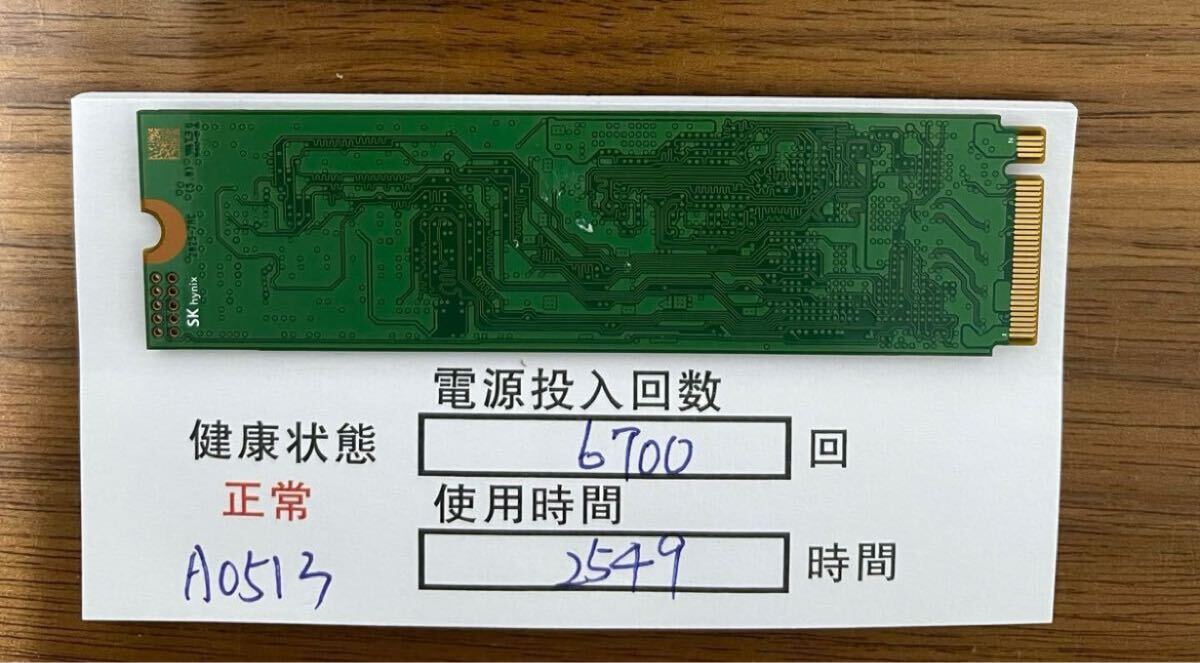 SK hynix
電源投入回数
健康状態
6700 回
正常
使用時間
A0513
2549 時間